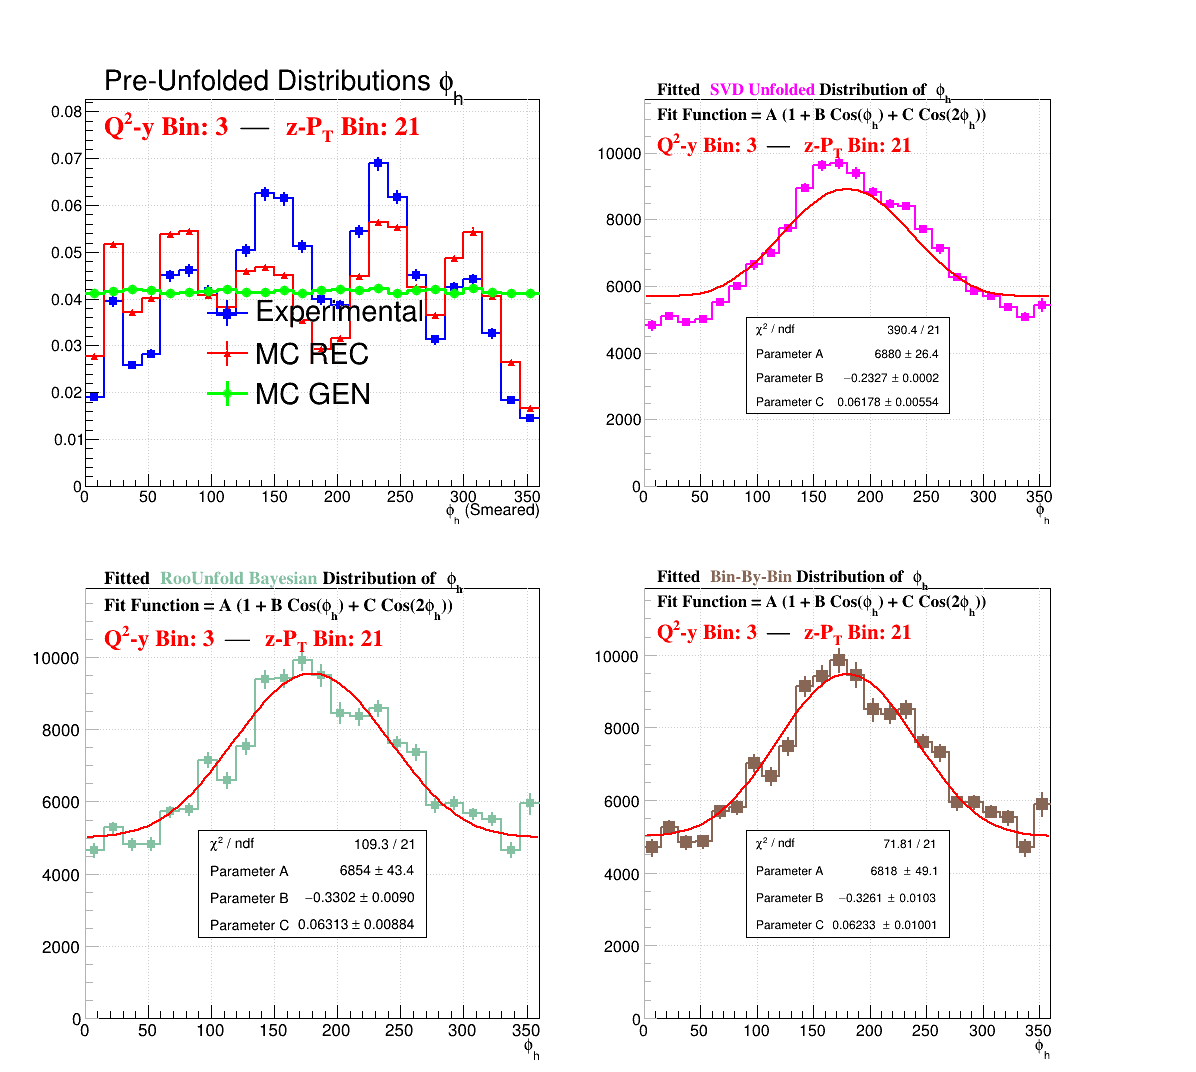 Pre-Unfolded Distributions ϕh
Q²-y Bin: 3 — z-PT Bin: 21
0.08
0.07
0.06
0.05
0.04
0.03
0.02
0.01
0
Experimental
MC REC
MC GEN
0 50 100 150 200 250 300 350
ϕh (Smeared)
Fitted SVD Unfolded Distribution of ϕh
Fit Function = A (1 + B Cos(ϕh) + C Cos(2ϕh))
Q²-y Bin: 3 — z-PT Bin: 21
10000
8000
6000
4000
2000
0
χ² / ndf 390.4 / 21
Parameter A 6880 ± 26.4
Parameter B −0.2327 ± 0.0002
Parameter C 0.06178 ± 0.00554
0 50 100 150 200 250 300 350
ϕh
Fitted RooUnfold Bayesian Distribution of ϕh
Fit Function = A (1 + B Cos(ϕh) + C Cos(2ϕh))
Q²-y Bin: 3 — z-PT Bin: 21
10000
8000
6000
4000
2000
0
χ² / ndf 109.3 / 21
Parameter A 6854 ± 43.4
Parameter B −0.3302 ± 0.0090
Parameter C 0.06313 ± 0.00884
0 50 100 150 200 250 300 350
ϕh
Fitted Bin-By-Bin Distribution of ϕh
Fit Function = A (1 + B Cos(ϕh) + C Cos(2ϕh))
Q²-y Bin: 3 — z-PT Bin: 21
10000
8000
6000
4000
2000
0
χ² / ndf 71.81 / 21
Parameter A 6818 ± 49.1
Parameter B −0.3261 ± 0.0103
Parameter C 0.06233 ± 0.01001
0 50 100 150 200 250 300 350
ϕh